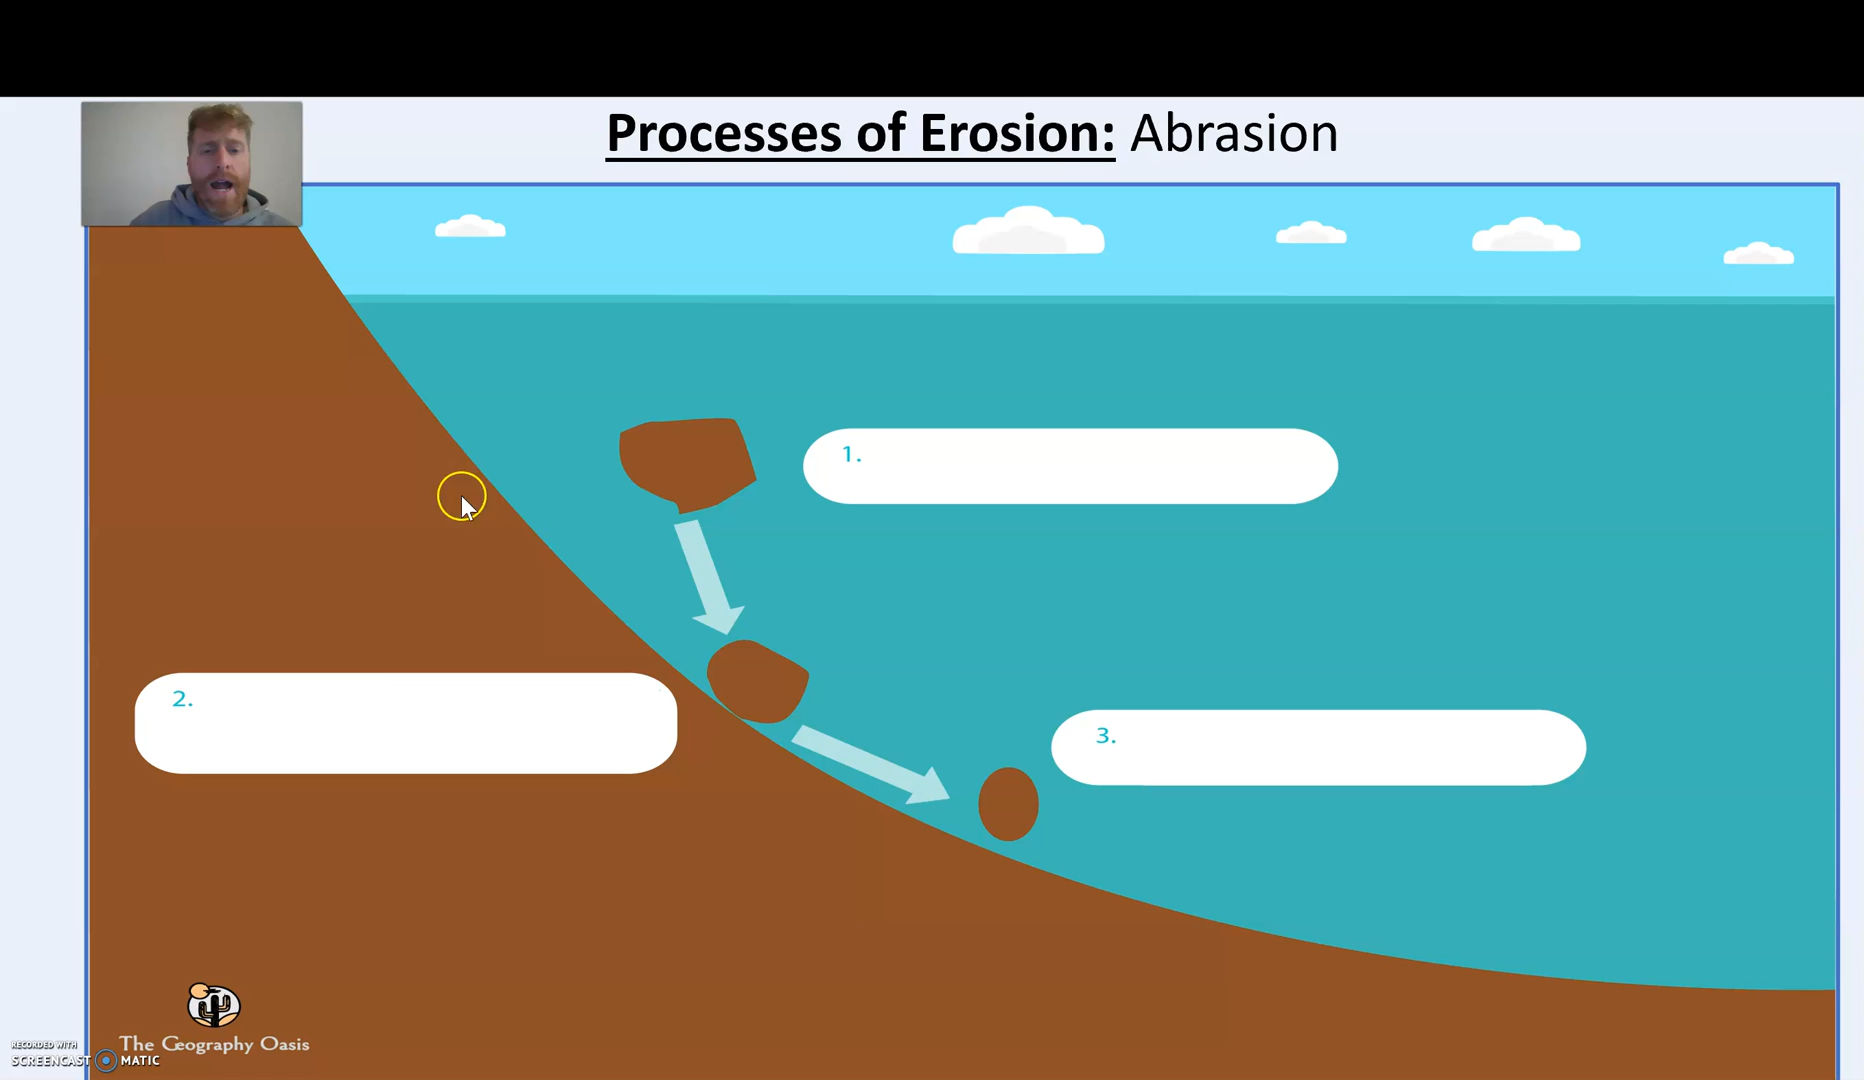 Processes of Erosion: Abrasion
1.
2.
3.
The Geography Oasis
RECORDED WITH
SCREENCAST MATIC